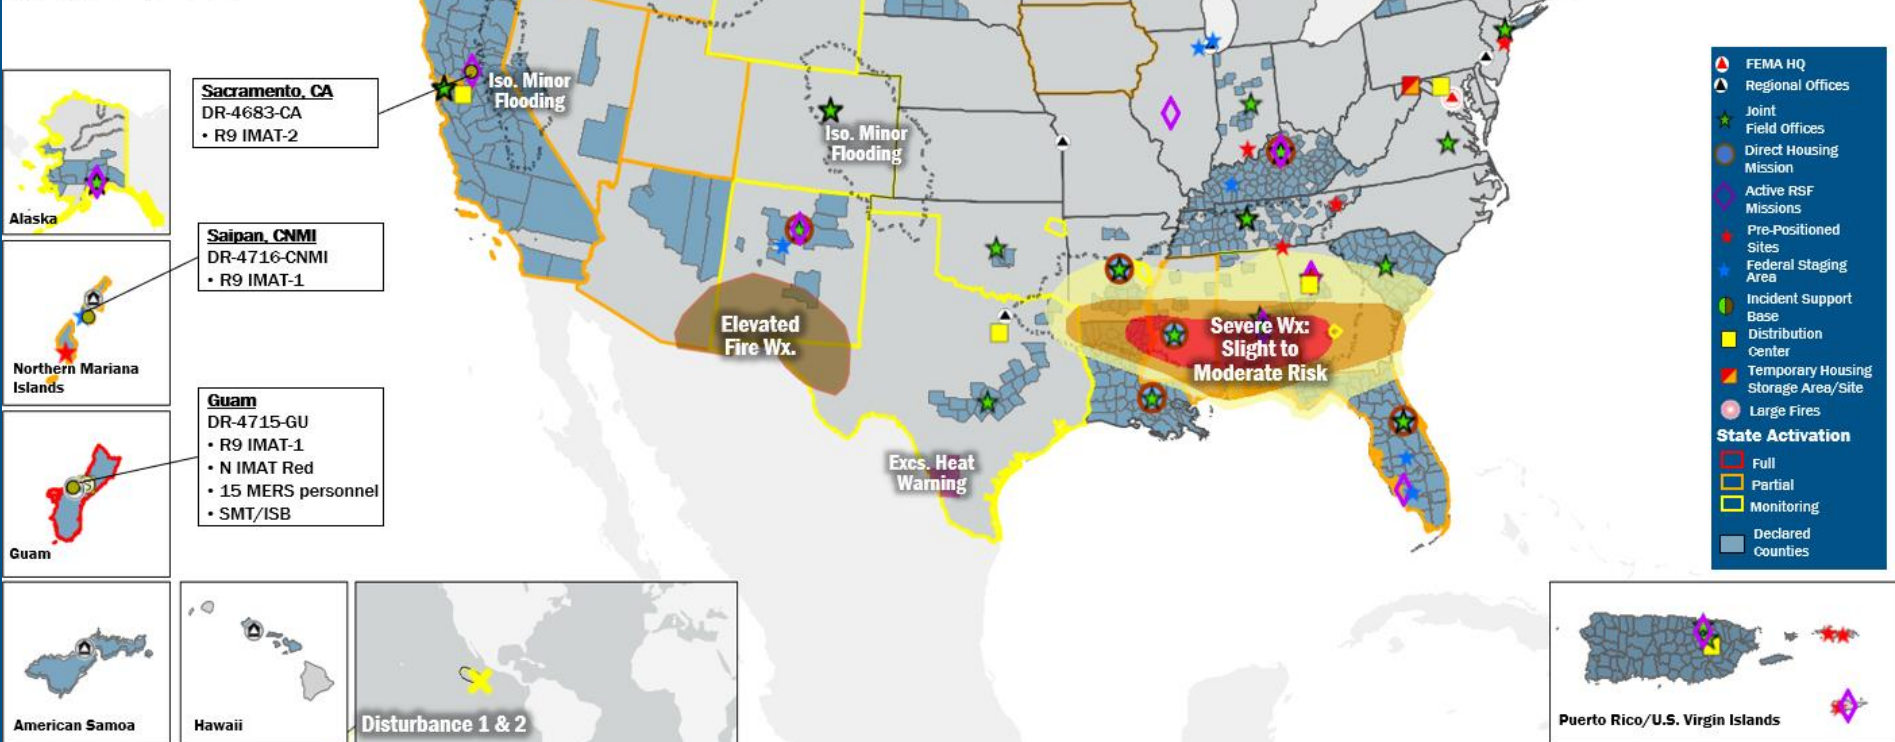 Alaska
Sacramento, CA
DR-4683-CA
• R9 IMAT-2
Saipan, CNMI
DR-4716-CNMI
• R9 IMAT-1
Northern Mariana
Islands
Guam
DR-4715-GU
• R9 IMAT-1
• N IMAT Red
• 15 MERS personnel
• SMT/ISB
Guam
American Samoa
Hawaii
Disturbance 1 & 2
Iso. Minor
Flooding
Iso. Minor
Flooding
Elevated
Fire Wx.
Severe Wx:
Slight to
Moderate Risk
Excs. Heat
Warning
FEMA HQ
Regional Offices
Joint
Field Offices
Direct Housing
Mission
Active RSF
Missions
Pre-Positioned
Sites
Federal Staging
Area
Incident Support
Base
Distribution
Center
Temporary Housing
Storage Area/Site
Large Fires
State Activation
Full
Partial
Monitoring
Declared
Counties
Puerto Rico/U.S. Virgin Islands